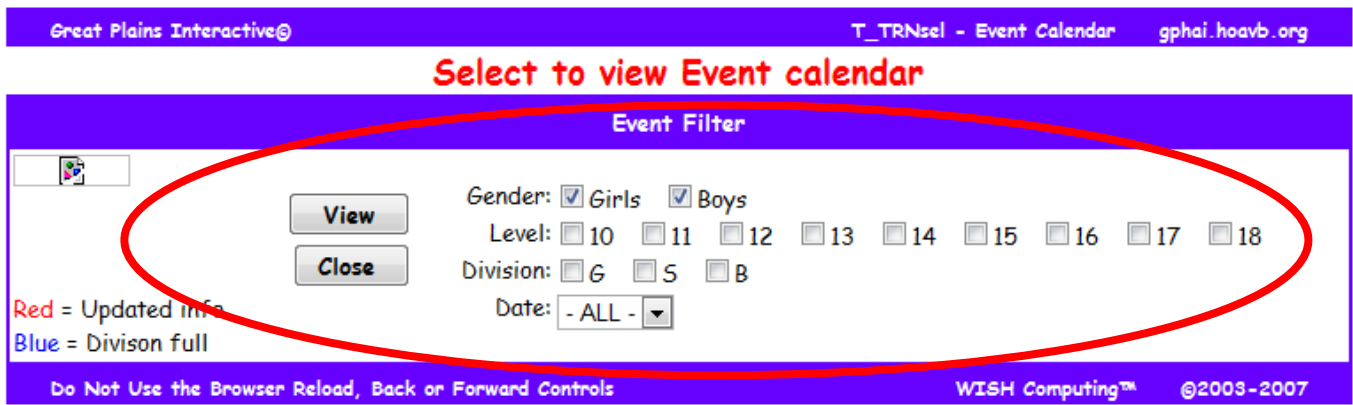 Great Plains Interactive© T_TRNsel - Event Calendar gphai.hoavb.org
Select to view Event calendar
Event Filter
View
Close
Gender: Girls Boys
Level: 10 11 12 13 14 15 16 17 18
Division: G S B
Date: - ALL -
Red = Updated info
Blue = Divison full
Do Not Use the Browser Reload, Back or Forward Controls WISH Computing™ ©2003-2007